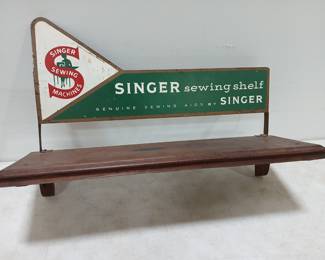 SINGER
SEWING
MACHINES
SINGER sewing shelf
GENUINE SEWING AIDS BY SINGER